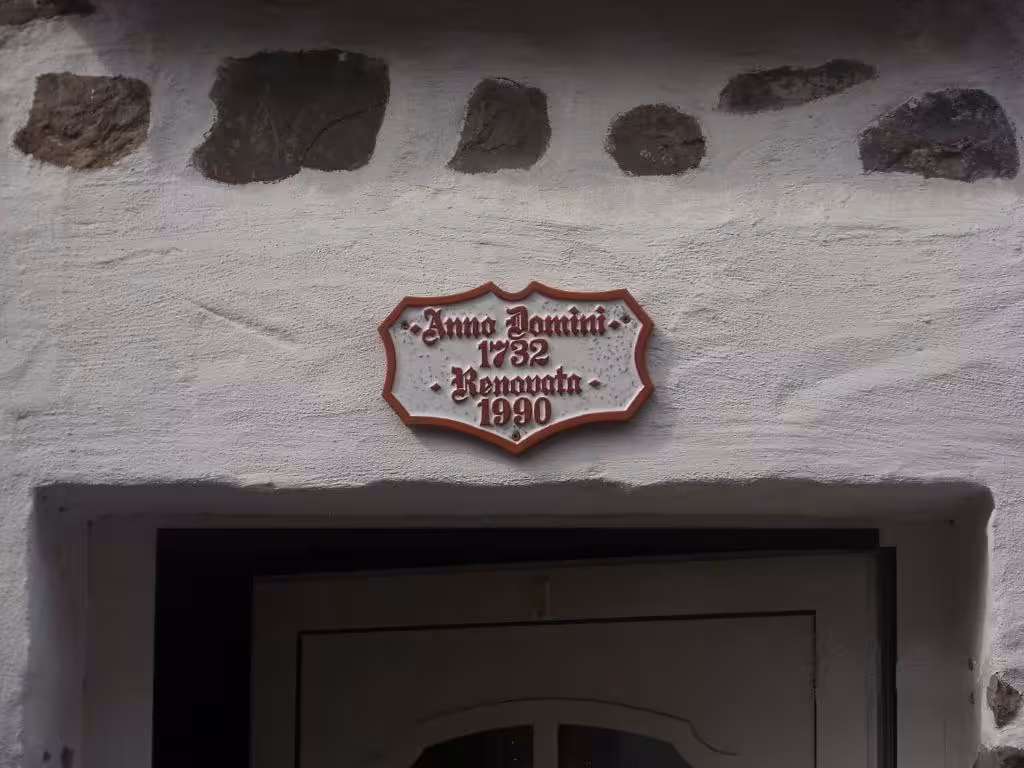 Anno Domini
1732
Renovata
1990